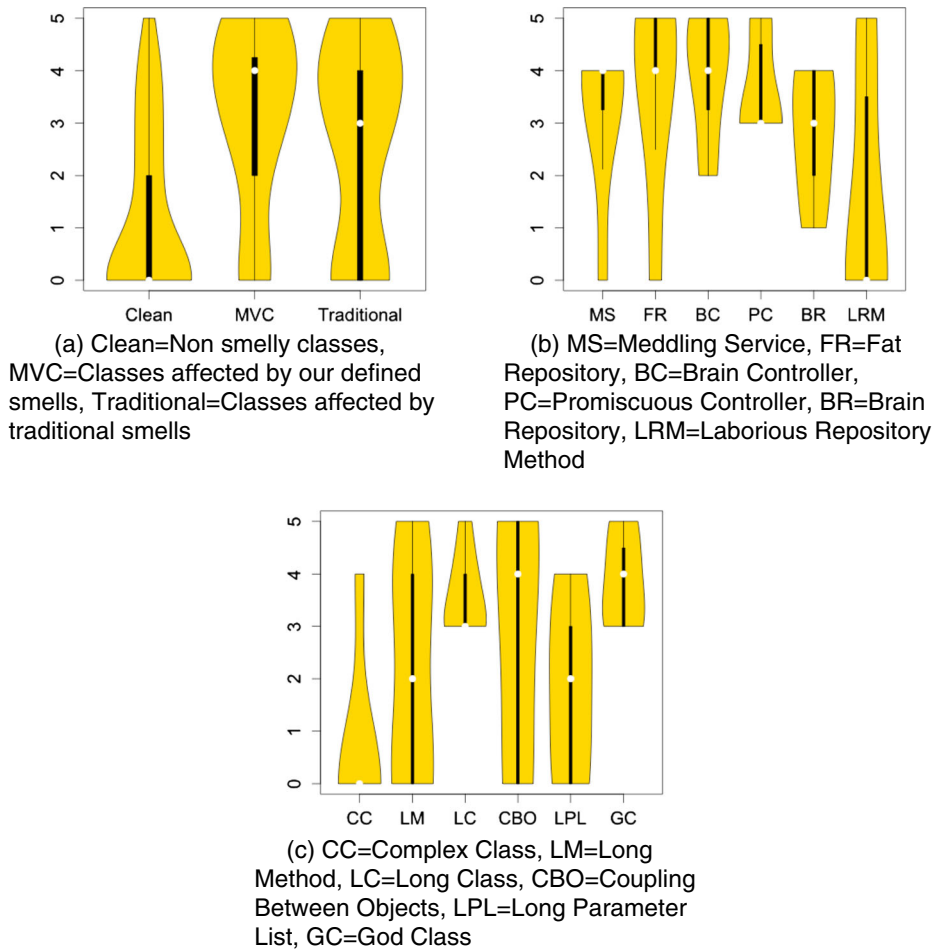 5
4
3
2
1
0
Clean MVC Traditional
(a) Clean=Non smelly classes,
MVC=Classes affected by our defined
smells, Traditional=Classes affected by
traditional smells
5
4
3
2
1
0
MS FR BC PC BR LRM
(b) MS=Meddling Service, FR=Fat
Repository, BC=Brain Controller,
PC=Promiscuous Controller, BR=Brain
Repository, LRM=Laborious Repository
Method
5
4
3
2
1
0
CC LM LC CBO LPL GC
(c) CC=Complex Class, LM=Long
Method, LC=Long Class, CBO=Coupling
Between Objects, LPL=Long Parameter
List, GC=God Class